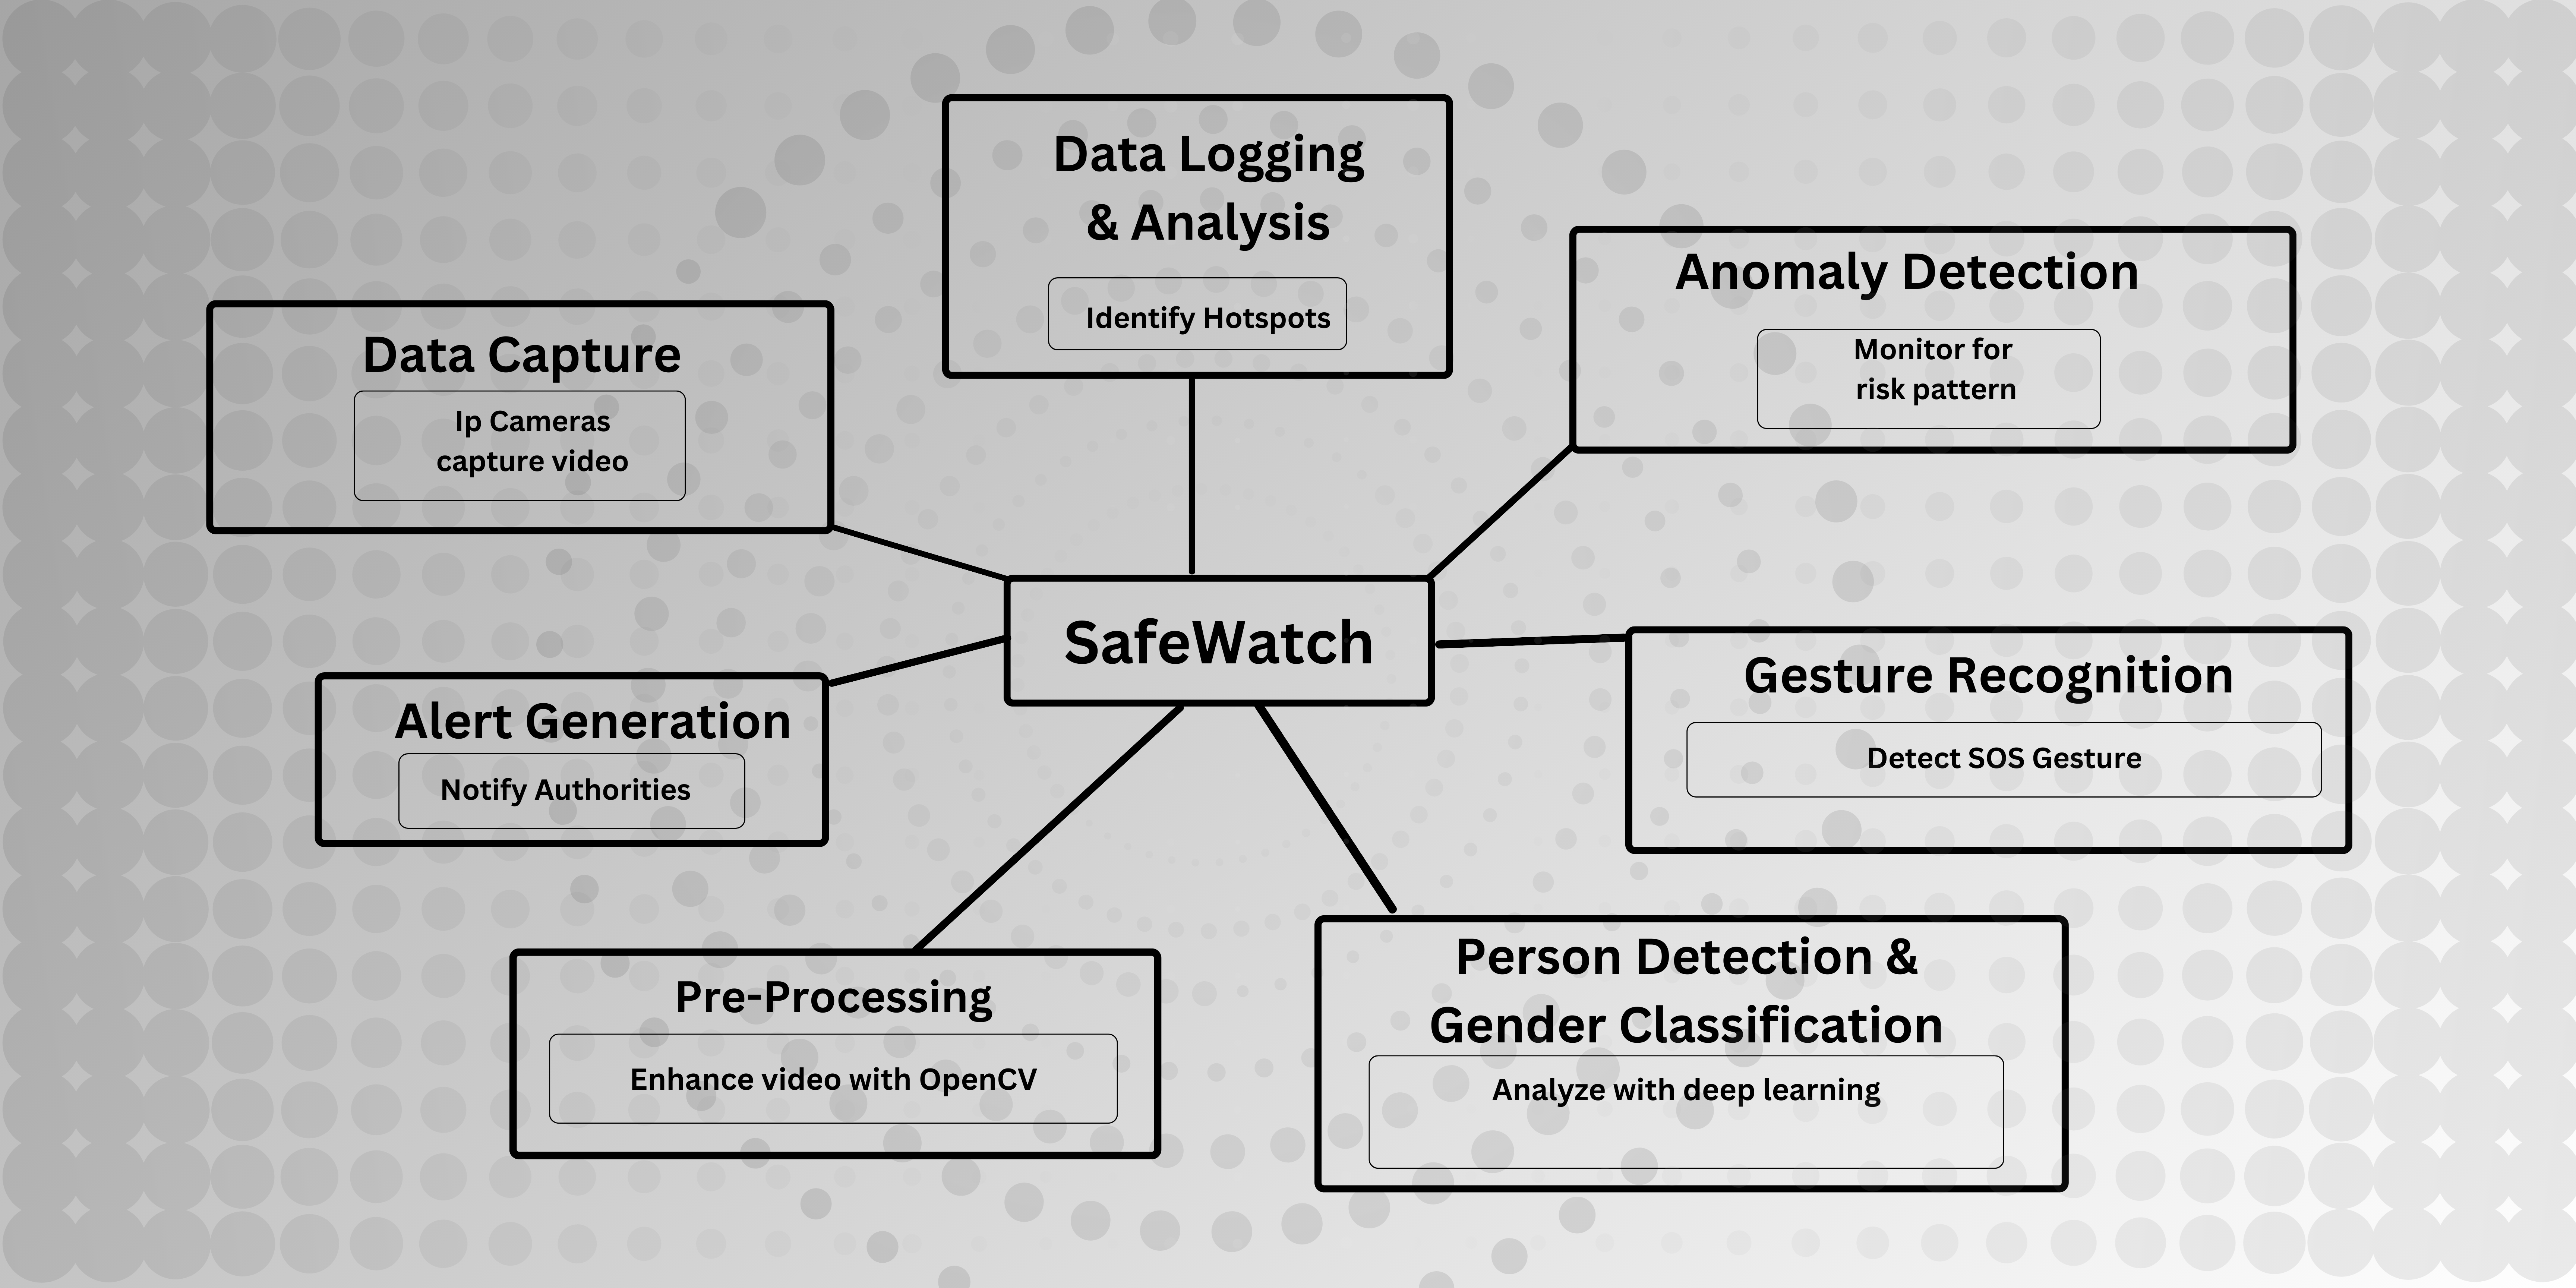 Data Logging
& Analysis
Identify Hotspots
Anomaly Detection
Monitor for
risk pattern
Data Capture
Ip Cameras
capture video
SafeWatch
Gesture Recognition
Detect SOS Gesture
Alert Generation
Notify Authorities
Pre-Processing
Enhance video with OpenCV
Person Detection &
Gender Classification
Analyze with deep learning